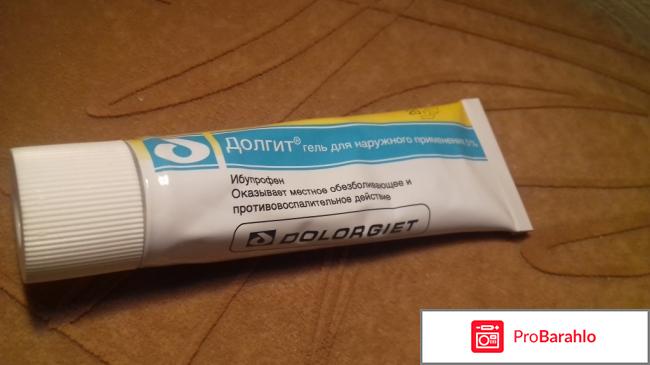 Долгит® гель для наружного применения, 5%
Ибупрофен
Оказывает местное обезболивающее и
противовоспалительное действие
DOLORGIET
ProBarahlo